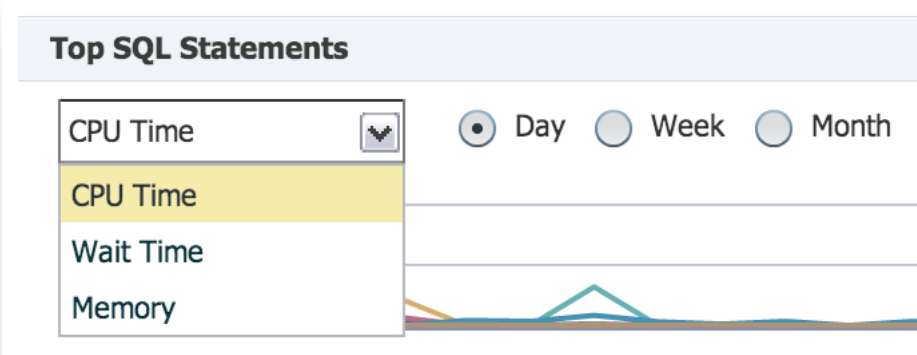 Top SQL Statements
CPU Time Day Week Month
CPU Time
Wait Time
Memory